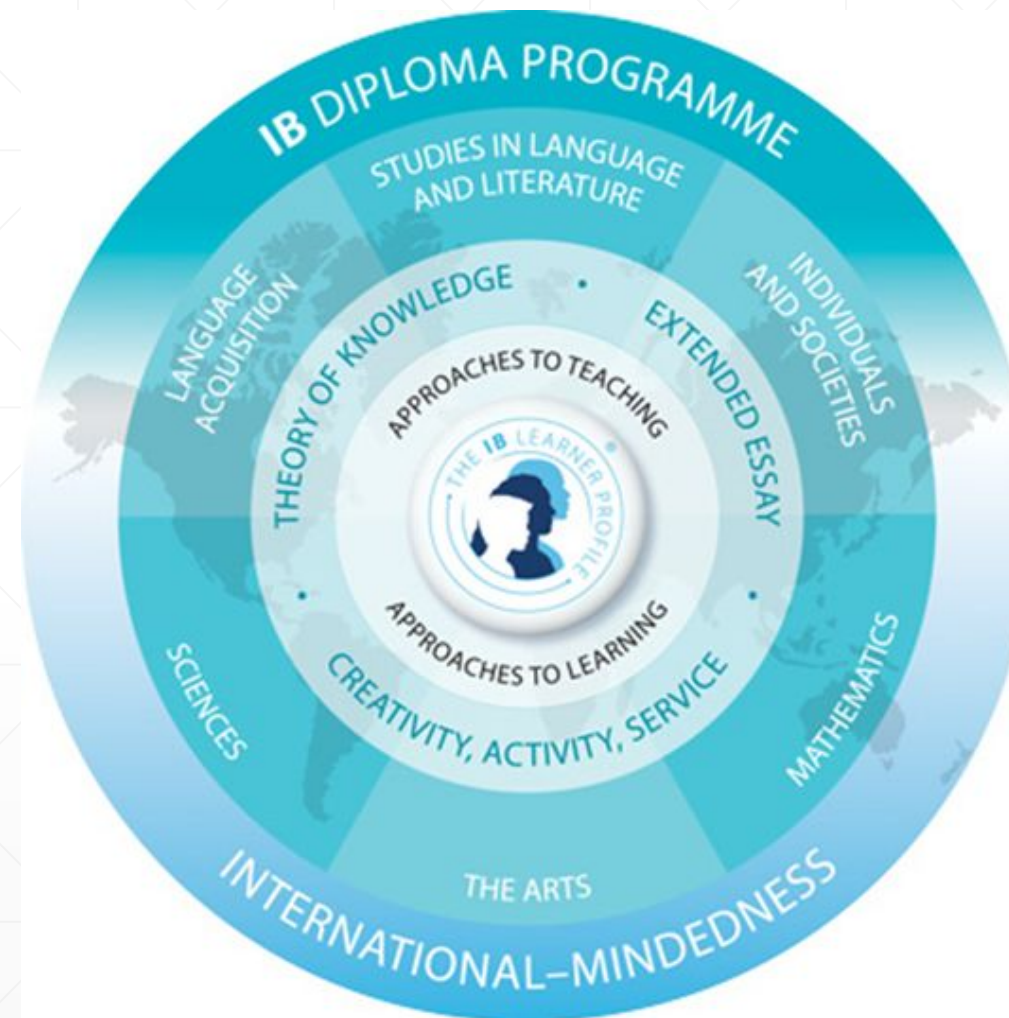 IB DIPLOMA PROGRAMME
STUDIES IN LANGUAGE
AND LITERATURE
INDIVIDUALS
AND SOCIETIES
MATHEMATICS
THE ARTS
SCIENCES
LANGUAGE
ACQUISITION
THEORY OF KNOWLEDGE
EXTENDED ESSAY
CREATIVITY, ACTIVITY, SERVICE
APPROACHES TO TEACHING
APPROACHES TO LEARNING
THE IB LEARNER PROFILE
®
INTERNATIONAL–MINDEDNESS